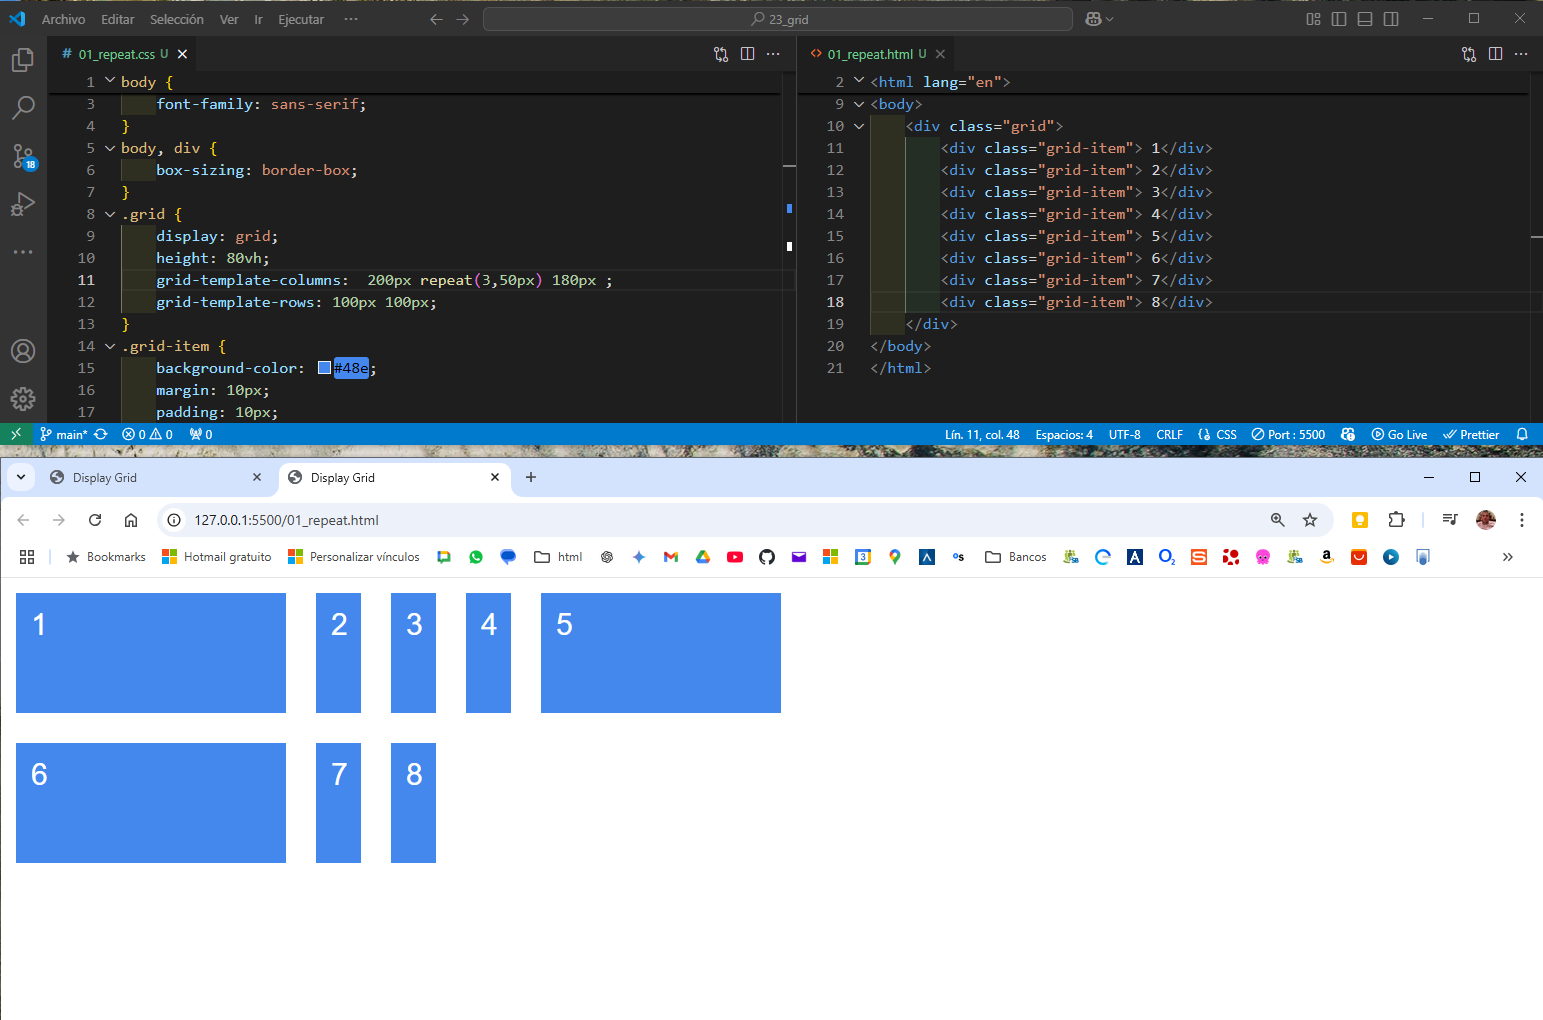 Archivo Editar Selección Ver Ir Ejecutar ··· 23_grid
# 01_repeat.css U
<> 01_repeat.html U
1 body {
3 font-family: sans-serif;
4 }
5 body, div {
6 box-sizing: border-box;
7 }
8 .grid {
9 display: grid;
10 height: 80vh;
11 grid-template-columns:  200px repeat(3,50px) 180px ;
12 grid-template-rows: 100px 100px;
13 }
14 .grid-item {
15 background-color: #48e;
16 margin: 10px;
17 padding: 10px;
2 <html lang="en">
9 <body>
10 <div class="grid">
11 <div class="grid-item"> 1</div>
12 <div class="grid-item"> 2</div>
13 <div class="grid-item"> 3</div>
14 <div class="grid-item"> 4</div>
15 <div class="grid-item"> 5</div>
16 <div class="grid-item"> 6</div>
17 <div class="grid-item"> 7</div>
18 <div class="grid-item"> 8</div>
19 </div>
20 </body>
21 </html>
18
main* 0 0 0 Lín. 11, col. 48 Espacios: 4 UTF-8 CRLF {} CSS Port : 5500 Go Live Prettier
Display Grid Display Grid
127.0.0.1:5500/01_repeat.html
Bookmarks Hotmail gratuito Personalizar vínculos html Bancos
1 2 3 4 5
6 7 8